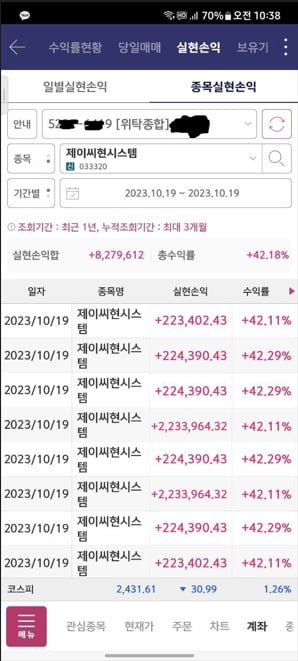 70% 오전 10:38
수익률현황 당일매매 실현손익 보유기
일별실현손익 종목실현손익
안내 [위탁종합]
종목 제이씨현시스템
신 033320
기간별 2023.10.19 ~ 2023.10.19
조회기간 : 최근 1년, 누적조회기간 : 최대 3개월
실현손익합 +8,279,612 총수익률 +42.18%
일자 종목명 실현손익 수익률
2023/10/19 제이씨현시스템 +223,402.43 +42.11%
2023/10/19 제이씨현시스템 +224,390.43 +42.29%
2023/10/19 제이씨현시스템 +224,390.43 +42.29%
2023/10/19 제이씨현시스템 +2,233,964.32 +42.11%
2023/10/19 제이씨현시스템 +224,390.43 +42.29%
2023/10/19 제이씨현시스템 +2,233,964.32 +42.11%
2023/10/19 제이씨현시스템 +224,390.43 +42.29%
2023/10/19 제이씨현시스템 +223,402.43 +42.11%
코스피 2,431.61 ▼ 30.99 1.26%
메뉴 관심종목 현재가 주문 차트 계좌 종